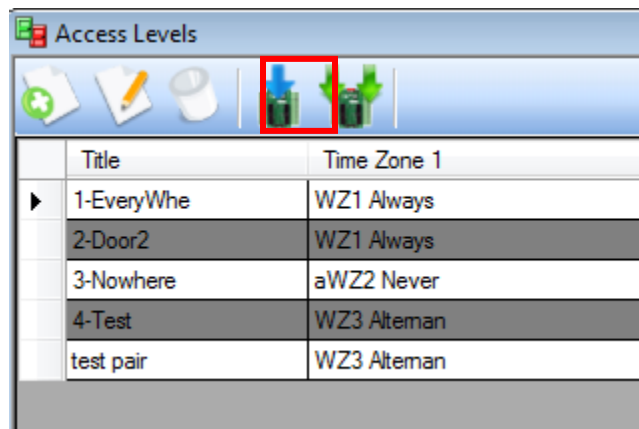 Access Levels
Title Time Zone 1
1-EveryWhe WZ1 Always
2-Door2 WZ1 Always
3-Nowhere aWZ2 Never
4-Test WZ3 Alternan
test pair WZ3 Alternan